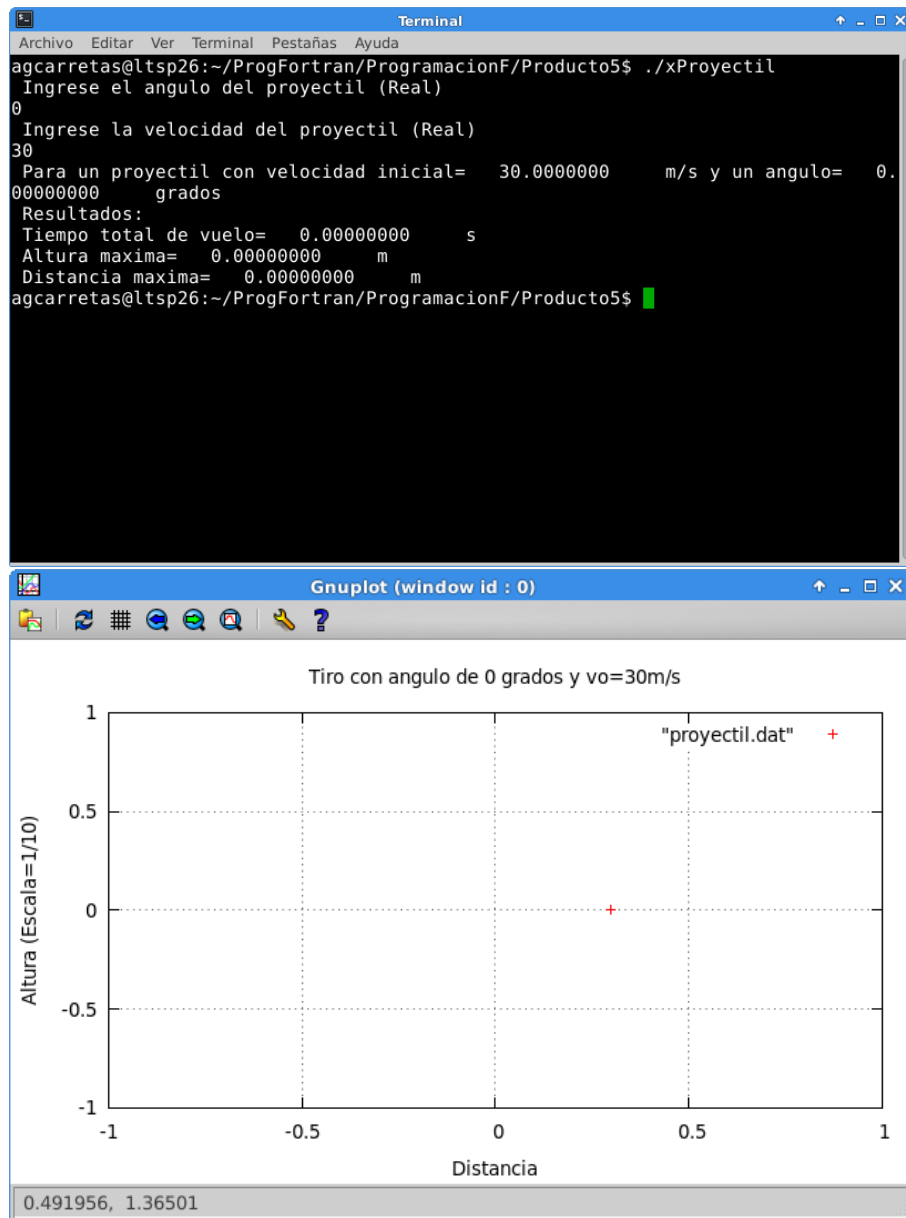 Terminal
Archivo Editar Ver Terminal Pestañas Ayuda
agcarretas@ltsp26:~/ProgFortran/ProgramacionF/Producto5$ ./xProyectil
Ingrese el angulo del proyectil (Real)
0
Ingrese la velocidad del proyectil (Real)
30
Para un proyectil con velocidad inicial=   30.0000000      m/s y un angulo=   0.
00000000      grados
Resultados:
Tiempo total de vuelo=   0.00000000      s
Altura maxima=   0.00000000      m
Distancia maxima=   0.00000000      m
agcarretas@ltsp26:~/ProgFortran/ProgramacionF/Producto5$
Gnuplot (window id : 0)
Tiro con angulo de 0 grados y vo=30m/s
"proyectil.dat"
1
0.5
0
-0.5
-1
Altura (Escala=1/10)
-1 -0.5 0 0.5 1
Distancia
0.491956, 1.36501